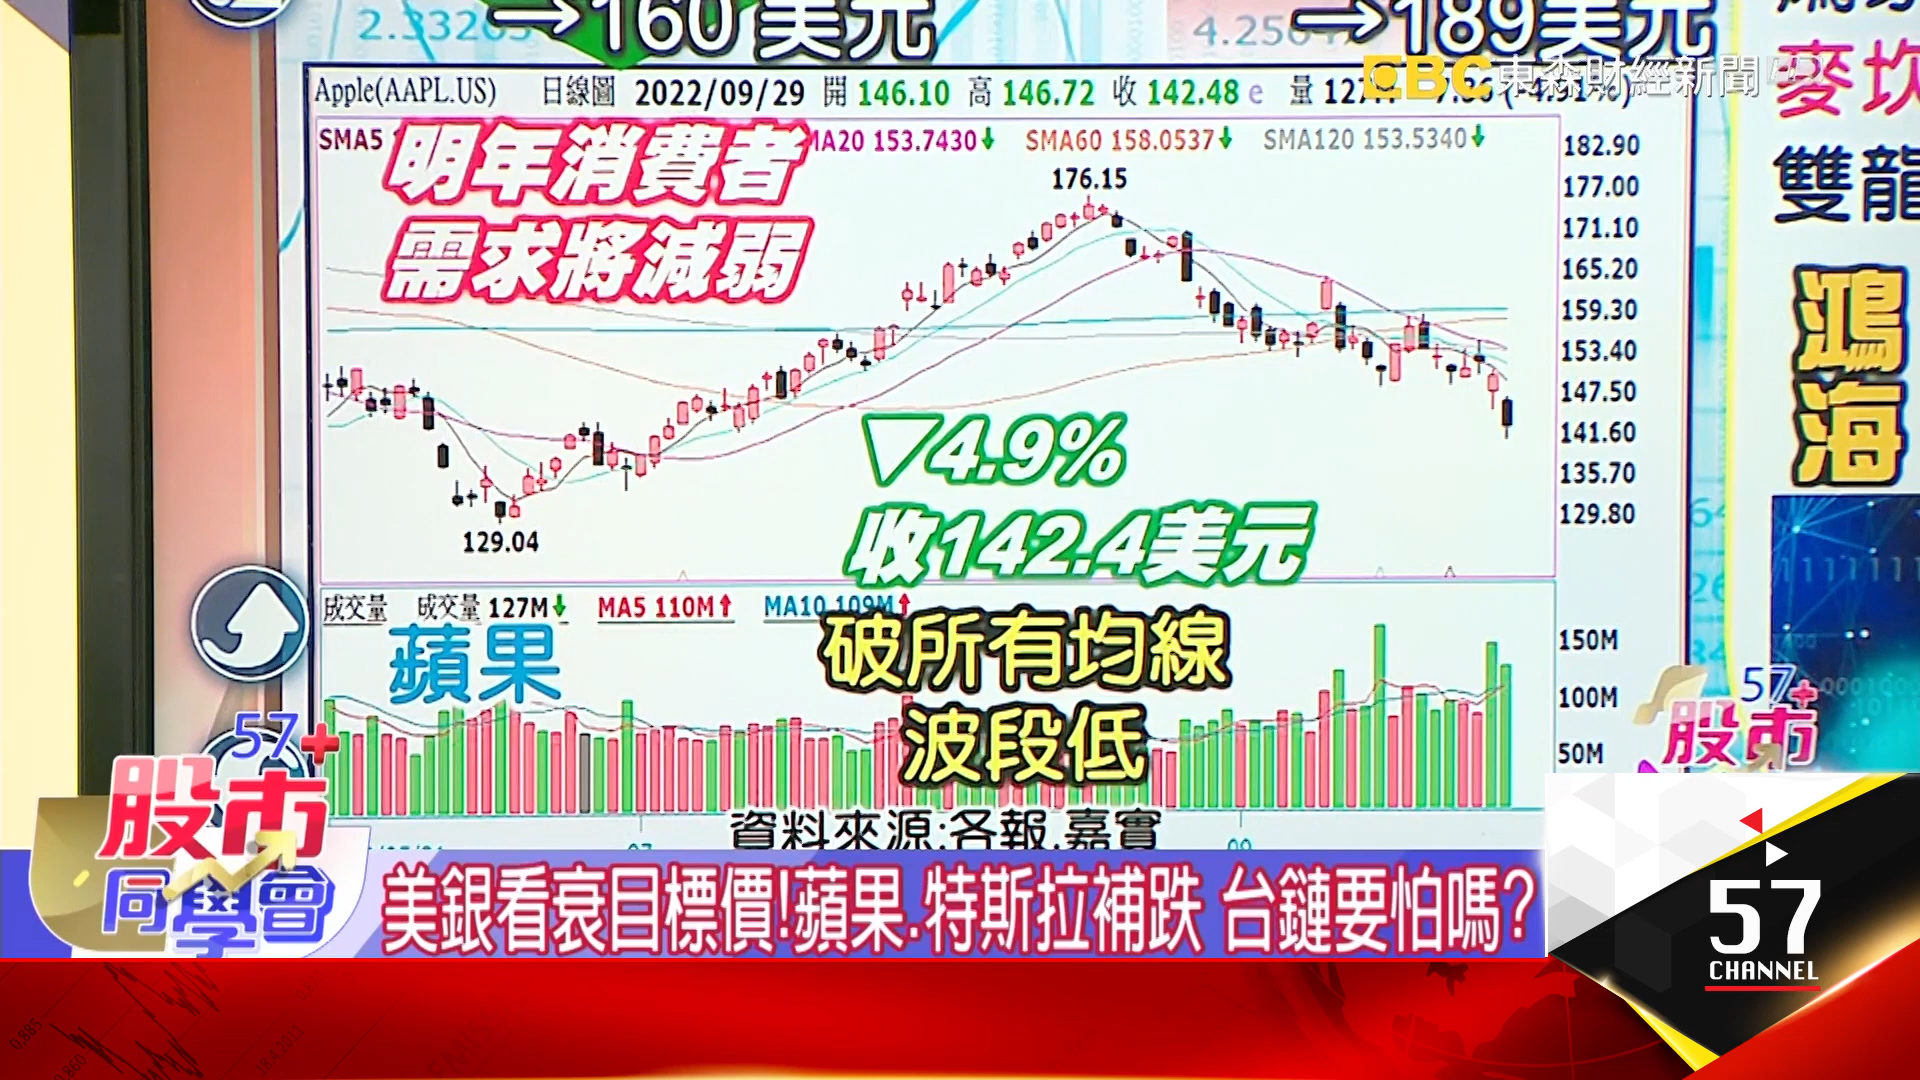 →160美元
→189美元
EBC東森財經新聞
Apple(AAPL.US) 日線圖 2022/09/29 開 146.10 高 146.72 收 142.48 e 量
SMA5
MA20 153.7430↓ SMA60 158.0537↓ SMA120 153.5340↓
明年消費者
需求將減弱
176.15
129.04
182.90
177.00
171.10
165.20
159.30
153.40
147.50
141.60
135.70
129.80
▼4.9%
收142.4美元
成交量 成交量 127M↓ MA5 110M↑ MA10 109M↑
蘋果
破所有均線
波段低
150M
100M
50M
資料來源:各報.嘉實
麥坎
雙龍
鴻海
57+
股市
57+
股市
同學會
美銀看衰目標價!蘋果.特斯拉補跌 台鏈要怕嗎?
57
CHANNEL